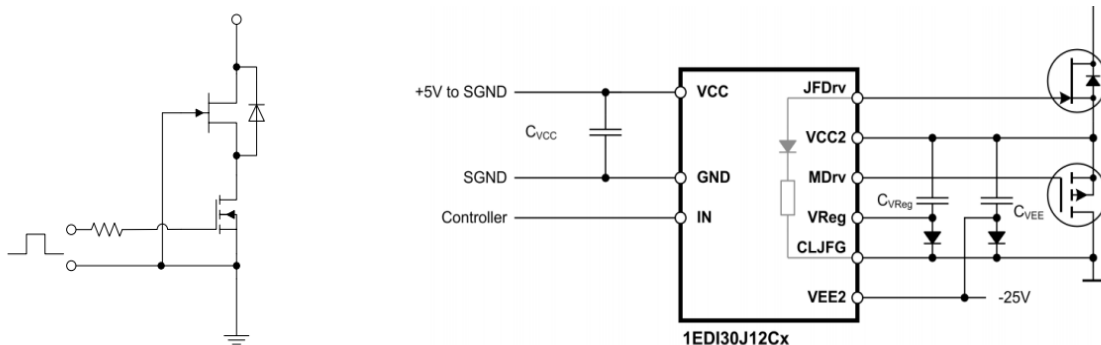 +5V to SGND
SGND
Controller
CVCC
VCC
GND
IN
JFDrv
VCC2
MDrv
VReg
CLJFG
VEE2
CVReg
CVEE
-25V
1EDI30J12Cx